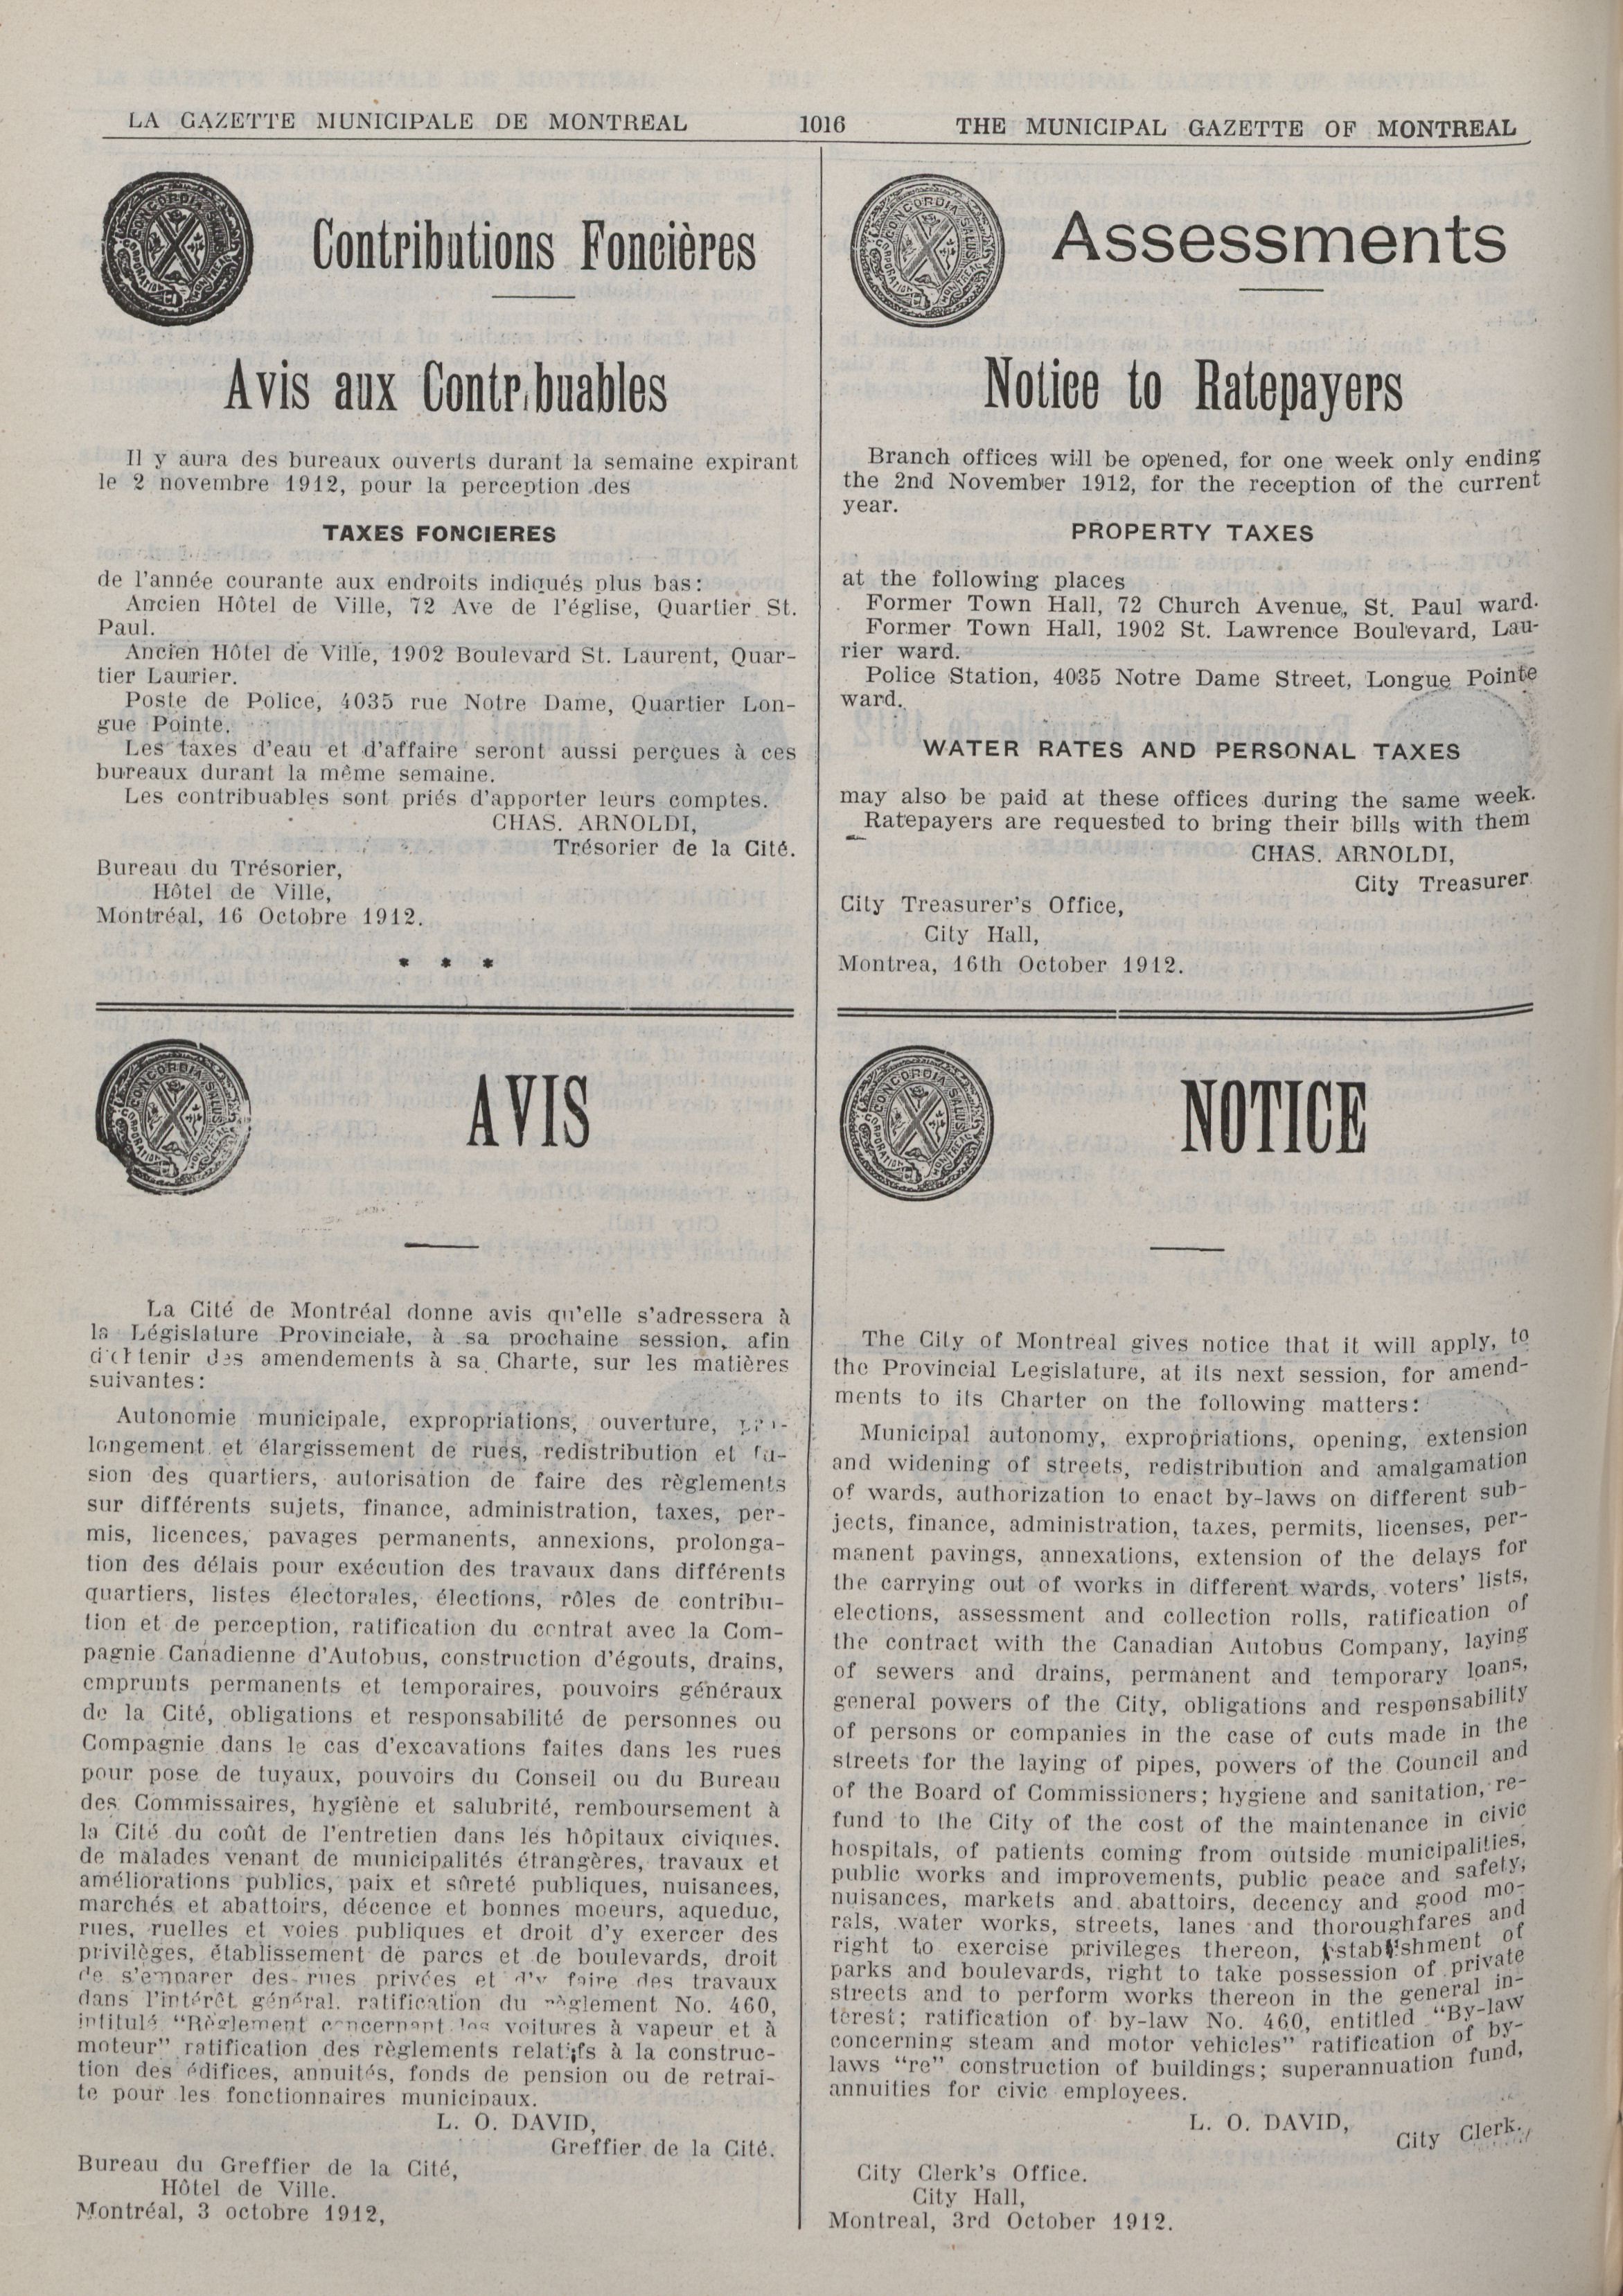 LA GAZETTE MUNICIPALE DE MONTREAL 1016 THE MUNICIPAL GAZETTE OF MONTREAL
Contributions Foncières
Avis aux Contribuables
Il y aura des bureaux ouverts durant la semaine expirant
le 2 novembre 1912, pour la perception des
TAXES FONCIERES
de l'année courante aux endroits indiqués plus bas:
Ancien Hôtel de Ville, 72 Ave de l'église, Quartier St.
Paul.
Ancien Hôtel de Ville, 1902 Boulevard St. Laurent, Quar-
tier Laurier.
Poste de Police, 4035 rue Notre Dame, Quartier Lon-
gue Pointe.
Les taxes d'eau et d'affaire seront aussi perçues à ces
bureaux durant la même semaine.
Les contribuables sont priés d'apporter leurs comptes.
CHAS. ARNOLDI,
Trésorier de la Cité.
Bureau du Trésorier,
Hôtel de Ville,
Montréal, 16 Octobre 1912.
* * *
AVIS
La Cité de Montréal donne avis qu'elle s'adressera à
la Législature Provinciale, à sa prochaine session, afin
d'obtenir des amendements à sa Charte, sur les matières
suivantes:
Autonomie municipale, expropriations, ouverture, pro-
longement et élargissement de rues, redistribution et fu-
sion des quartiers, autorisation de faire des règlements
sur différents sujets, finance, administration, taxes, per-
mis, licences, pavages permanents, annexions, prolonga-
tion des délais pour exécution des travaux dans différents
quartiers, listes électorales, élections, rôles de contribu-
tion et de perception, ratification du contrat avec la Com-
pagnie Canadienne d'Autobus, construction d'égouts, drains,
emprunts permanents et temporaires, pouvoirs généraux
de la Cité, obligations et responsabilité de personnes ou
Compagnie dans le cas d'excavations faites dans les rues
pour pose de tuyaux, pouvoirs du Conseil ou du Bureau
des Commissaires, hygiène et salubrité, remboursement à
la Cité du coût de l'entretien dans les hôpitaux civiques,
de malades venant de municipalités étrangères, travaux et
améliorations publics, paix et sûreté publiques, nuisances,
marchés et abattoirs, décence et bonnes moeurs, aqueduc,
rues, ruelles et voies publiques et droit d'y exercer des
privilèges, établissement de parcs et de boulevards, droit
de s'emparer des rues privées et d'y faire des travaux
dans l'intérêt général. ratification du règlement No. 460,
intitulé "Règlement concernant les voitures à vapeur et à
moteur" ratification des règlements relatifs à la construc-
tion des édifices, annuités, fonds de pension ou de retrai-
te pour les fonctionnaires municipaux.
L. O. DAVID,
Greffier de la Cité.
Bureau du Greffier de la Cité,
Hôtel de Ville.
Montréal, 3 octobre 1912,
Assessments
Notice to Ratepayers
Branch offices will be opened, for one week only ending
the 2nd November 1912, for the reception of the current
year.
PROPERTY TAXES
at the following places
Former Town Hall, 72 Church Avenue, St. Paul ward.
Former Town Hall, 1902 St. Lawrence Boulevard, Lau-
rier ward.
Police Station, 4035 Notre Dame Street, Longue Pointe
ward.
WATER RATES AND PERSONAL TAXES
may also be paid at these offices during the same week.
Ratepayers are requested to bring their bills with them
CHAS. ARNOLDI,
City Treasurer
City Treasurer's Office,
City Hall,
Montrea, 16th October 1912.
NOTICE
The City of Montreal gives notice that it will apply, to
the Provincial Legislature, at its next session, for amend-
ments to its Charter on the following matters:
Municipal autonomy, expropriations, opening, extension
and widening of streets, redistribution and amalgamation
of wards, authorization to enact by-laws on different sub-
jects, finance, administration, taxes, permits, licenses, per-
manent pavings, annexations, extension of the delays for
the carrying out of works in different wards, voters' lists,
elections, assessment and collection rolls, ratification of
the contract with the Canadian Autobus Company, laying
of sewers and drains, permanent and temporary loans,
general powers of the City, obligations and responsability
of persons or companies in the case of cuts made in the
streets for the laying of pipes, powers of the Council and
of the Board of Commissioners; hygiene and sanitation, re-
fund to the City of the cost of the maintenance in civic
hospitals, of patients coming from outside municipalities,
public works and improvements, public peace and safety,
nuisances, markets and abattoirs, decency and good mo-
rals, water works, streets, lanes and thoroughfares and
right to exercise privileges thereon, establishment of
parks and boulevards, right to take possession of private
streets and to perform works thereon in the general in-
terest; ratification of by-law No. 460, entitled "By-law
concerning steam and motor vehicles" ratification of by-
laws "re" construction of buildings; superannuation fund,
annuities for civic employees.
L. O. DAVID,
City Clerk.
City Clerk's Office.
City Hall,
Montreal, 3rd October 1912.